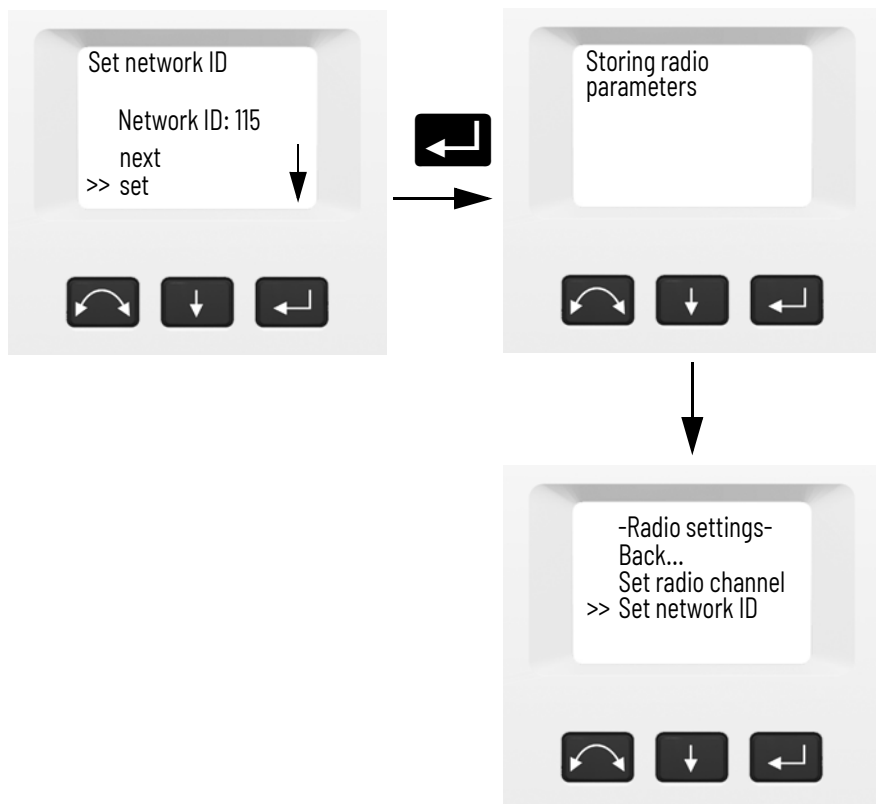 Set network ID
Network ID: 115
next
>> set
Storing radio
parameters
-Radio settings-
Back...
Set radio channel
>> Set network ID